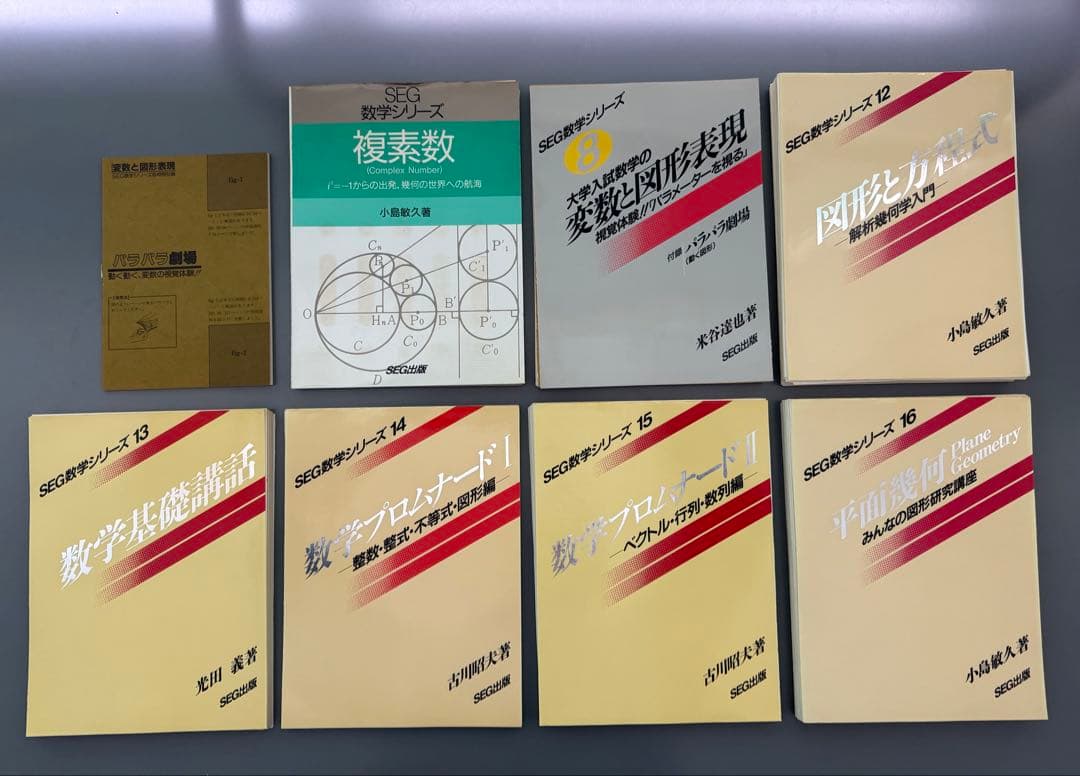 変数と図形表現
fig-1
パラパラ劇場
動く動く、変数の視覚体験!!
fig-2
SEG
数学シリーズ
複素数
(Complex Number)
i²=−1からの出発、幾何の世界への航海
小島敏久著
Cn
Pn
P₁
C'₁
P'₁
O
Hn
A
P₀
B
B'
P'₀
C
C₀
C'₀
D
SEG出版
SEG数学シリーズ
8
大学入試数学の
変数と図形表現
視覚体験!!「パラメーターを視る」
付録 パラパラ劇場
(動く図形)
米谷達也著
SEG出版
SEG数学シリーズ 12
図形と方程式
—解析幾何学入門—
小島敏久著
SEG出版
SEG数学シリーズ 13
数学基礎講話
光田 義著
SEG出版
SEG数学シリーズ 14
数学プロムナードⅠ
—整数・整式・不等式・図形編—
古川昭夫著
SEG出版
SEG数学シリーズ 15
数学プロムナードⅡ
—ベクトル・行列・数列編—
古川昭夫著
SEG出版
SEG数学シリーズ 16
平面幾何 Plane Geometry
みんなの図形研究講座
小島敏久著
SEG出版